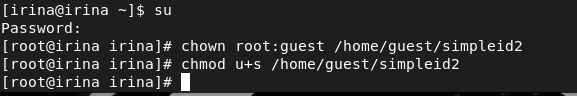 [irina@irina ~]$ su
Password:
[root@irina irina]# chown root:guest /home/guest/simpleid2
[root@irina irina]# chmod u+s /home/guest/simpleid2
[root@irina irina]#